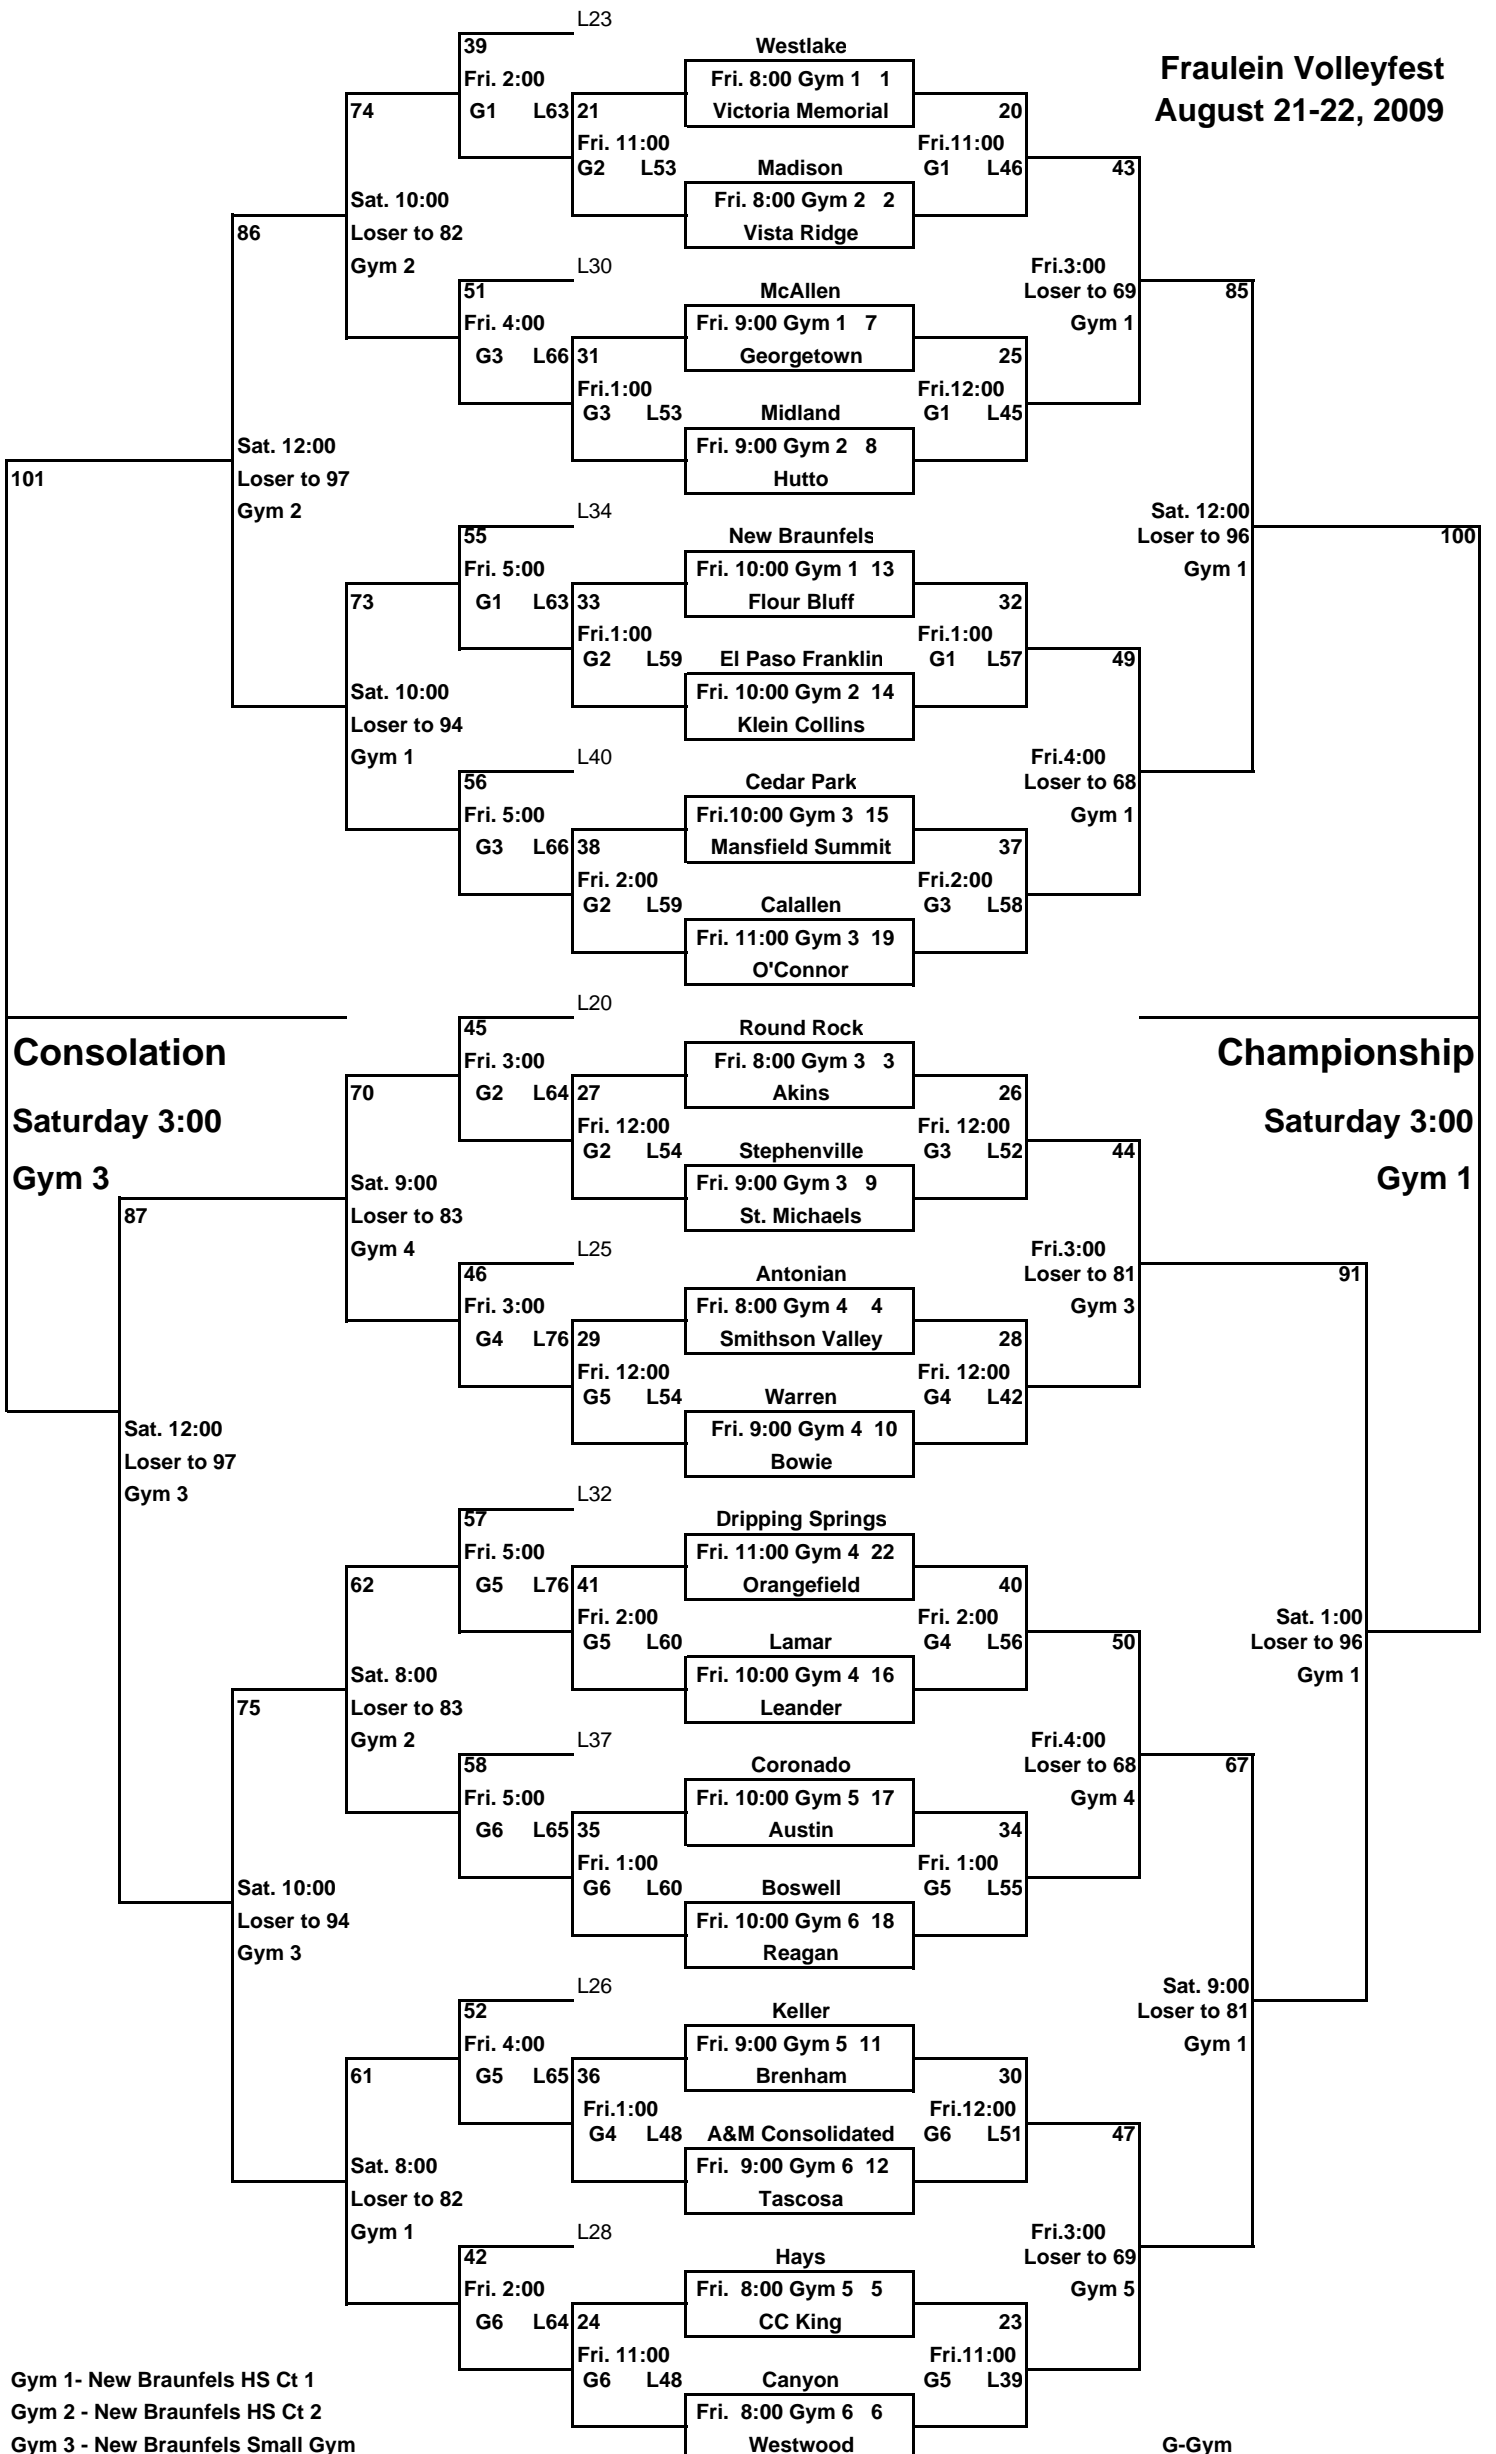 L23
39
Westlake
Fraulein Volleyfest
Fri. 2:00
Fri. 8:00 Gym 1 1
August 21-22, 2009
74
G1 L63
21
Victoria Memorial
20
Fri. 11:00
Fri.11:00
G2 L53
Madison
G1 L46
43
Sat. 10:00
Fri. 8:00 Gym 2 2
86
Loser to 82
Vista Ridge
Gym 2
L30
Fri.3:00
51
McAllen
Loser to 69
85
Fri. 4:00
Fri. 9:00 Gym 1 7
Gym 1
G3 L66
31
Georgetown
25
Fri.1:00
Fri.12:00
G3 L53
Midland
G1 L45
Sat. 12:00
Fri. 9:00 Gym 2 8
101
Loser to 97
Hutto
Gym 2
L34
Sat. 12:00
55
New Braunfels
Loser to 96
100
Fri. 5:00
Fri. 10:00 Gym 1 13
Gym 1
73
G1 L63
33
Flour Bluff
32
Fri.1:00
Fri.1:00
G2 L59
El Paso Franklin
G1 L57
49
Sat. 10:00
Fri. 10:00 Gym 2 14
Loser to 94
Klein Collins
Gym 1
L40
Fri.4:00
56
Cedar Park
Loser to 68
Fri. 5:00
Fri.10:00 Gym 3 15
Gym 1
G3 L66
38
Mansfield Summit
37
Fri. 2:00
Fri.2:00
G2 L59
Calallen
G3 L58
Fri. 11:00 Gym 3 19
O'Connor
L20
45
Round Rock
Consolation
Fri. 3:00
Fri. 8:00 Gym 3 3
Championship
70
G2 L64
27
Akins
26
Saturday 3:00
Fri. 12:00
Fri. 12:00
Saturday 3:00
G2 L54
Stephenville
G3 L52
44
Gym 3
Sat. 9:00
Fri. 9:00 Gym 3 9
Gym 1
87
Loser to 83
St. Michaels
Gym 4
L25
Fri.3:00
46
Antonian
Loser to 81
91
Fri. 3:00
Fri. 8:00 Gym 4 4
Gym 3
G4 L76
29
Smithson Valley
28
Fri. 12:00
Fri. 12:00
G5 L54
Warren
G4 L42
Sat. 12:00
Fri. 9:00 Gym 4 10
Loser to 97
Bowie
Gym 3
L32
57
Dripping Springs
Fri. 5:00
Fri. 11:00 Gym 4 22
62
G5 L76
41
Orangefield
40
Fri. 2:00
Fri. 2:00
Sat. 1:00
G5 L60
Lamar
G4 L56
50
Loser to 96
Sat. 8:00
Fri. 10:00 Gym 4 16
Gym 1
75
Loser to 83
Leander
Gym 2
L37
Fri.4:00
58
Coronado
Loser to 68
67
Fri. 5:00
Fri. 10:00 Gym 5 17
Gym 4
G6 L65
35
Austin
34
Fri. 1:00
Fri. 1:00
Sat. 10:00
G6 L60
Boswell
G5 L55
Loser to 94
Fri. 10:00 Gym 6 18
Gym 3
Reagan
L26
Sat. 9:00
52
Keller
Loser to 81
Fri. 4:00
Fri. 9:00 Gym 5 11
Gym 1
61
G5 L65
36
Brenham
30
Fri.1:00
Fri.12:00
G4 L48
A&M Consolidated
G6 L51
47
Sat. 8:00
Fri. 9:00 Gym 6 12
Loser to 82
Tascosa
Gym 1
L28
Fri.3:00
42
Hays
Loser to 69
Fri. 2:00
Fri. 8:00 Gym 5 5
Gym 5
G6 L64
24
CC King
23
Fri. 11:00
Fri.11:00
Gym 1- New Braunfels HS Ct 1
G6 L48
Canyon
G5 L39
Gym 2 - New Braunfels HS Ct 2
Fri. 8:00 Gym 6 6
Gym 3 - New Braunfels Small Gym
Westwood
G-Gym